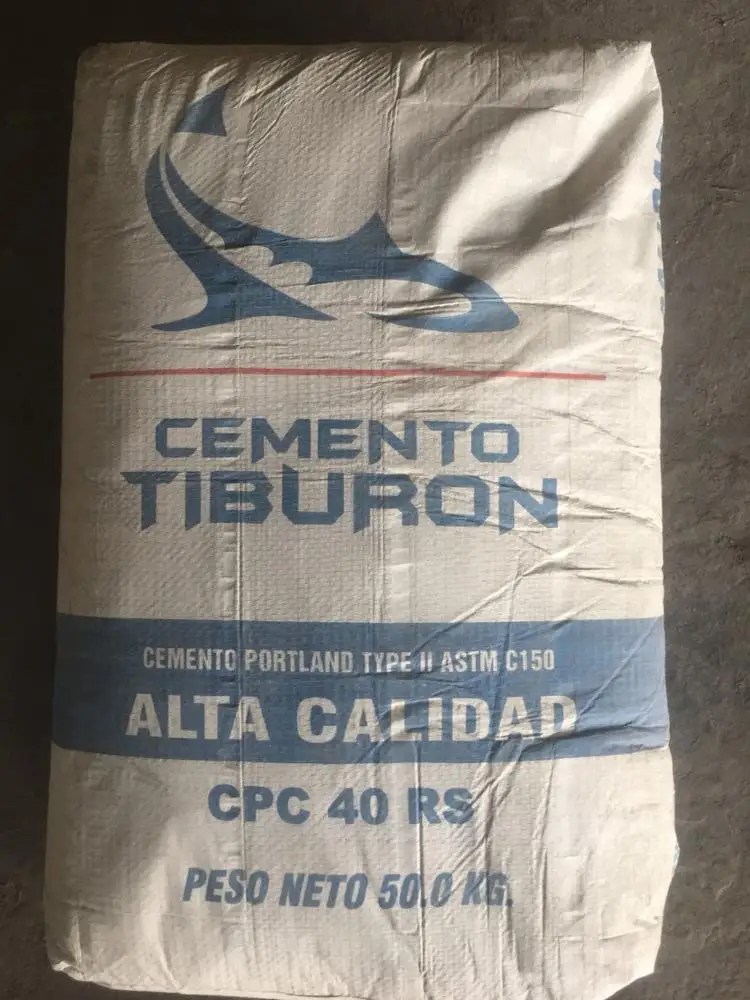 CEMENTO
TIBURON
CEMENTO PORTLAND TYPE II ASTM C150
ALTA CALIDAD
CPC 40 RS
PESO NETO 50.0 KG.